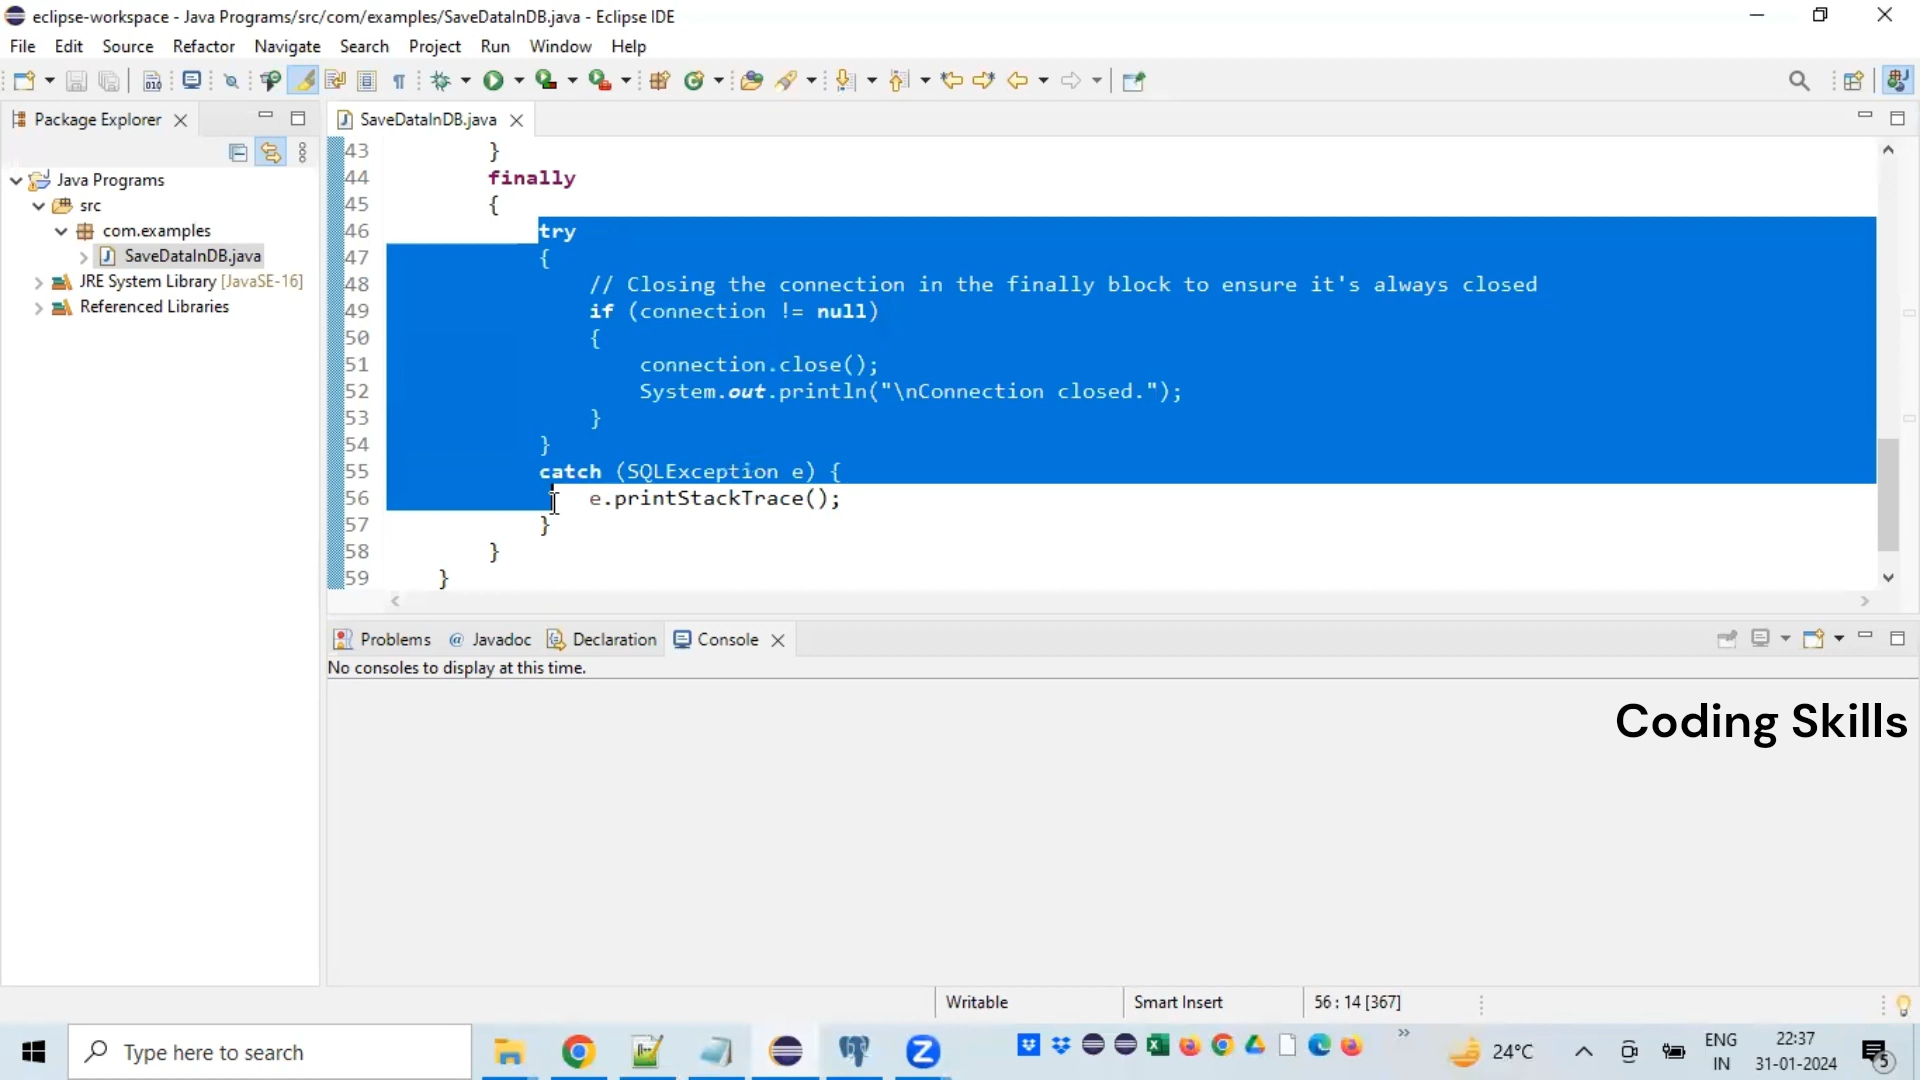 eclipse-workspace - Java Programs/src/com/examples/SaveDataInDB.java - Eclipse IDE
File Edit Source Refactor Navigate Search Project Run Window Help
Package Explorer
SaveDataInDB.java
Java Programs
src
com.examples
SaveDataInDB.java
JRE System Library [JavaSE-16]
Referenced Libraries
43 }
44 finally
45 {
46 try
47 {
48 // Closing the connection in the finally block to ensure it's always closed
49 if (connection != null)
50 {
51 connection.close();
52 System.out.println("\nConnection closed.");
53 }
54 }
55 catch (SQLException e) {
56 e.printStackTrace();
57 }
58 }
59 }
Problems @ Javadoc Declaration Console
No consoles to display at this time.
Coding Skills
Writable Smart Insert 56 : 14 [367]
Type here to search
24°C
ENG
IN
22:37
31-01-2024
5